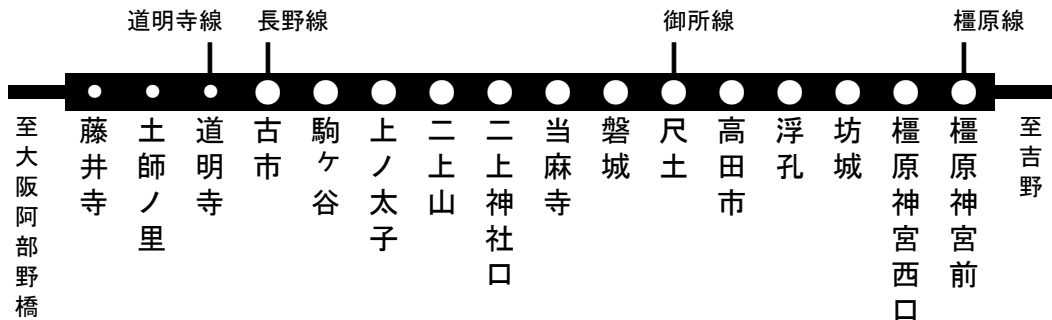 道明寺線
長野線
御所線
橿原線
至大阪阿部野橋
藤井寺
土師ノ里
道明寺
古市
駒ヶ谷
上ノ太子
二上山
二上神社口
当麻寺
磐城
尺土
高田市
浮孔
坊城
橿原神宮西口
橿原神宮前
至吉野